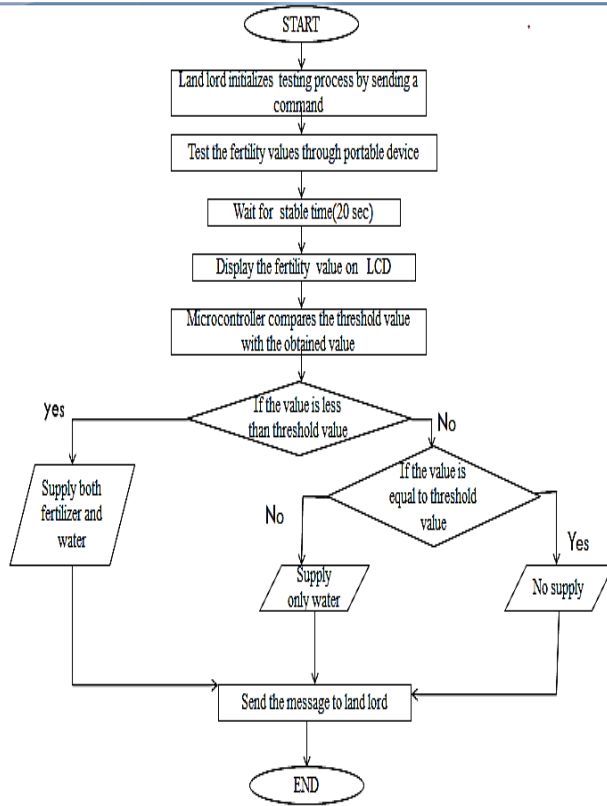 START
Land lord initializes testing process by sending a
command
Test the fertility values through portable device
Wait for stable time(20 sec)
Display the fertility value on LCD
Microcontroller compares the threshold value
with the obtained value
If the value is less
than threshold value
yes
No
Supply both
fertilizer and
water
If the value is
equal to threshold
value
No
Yes
Supply
only water
No supply
Send the message to land lord
END